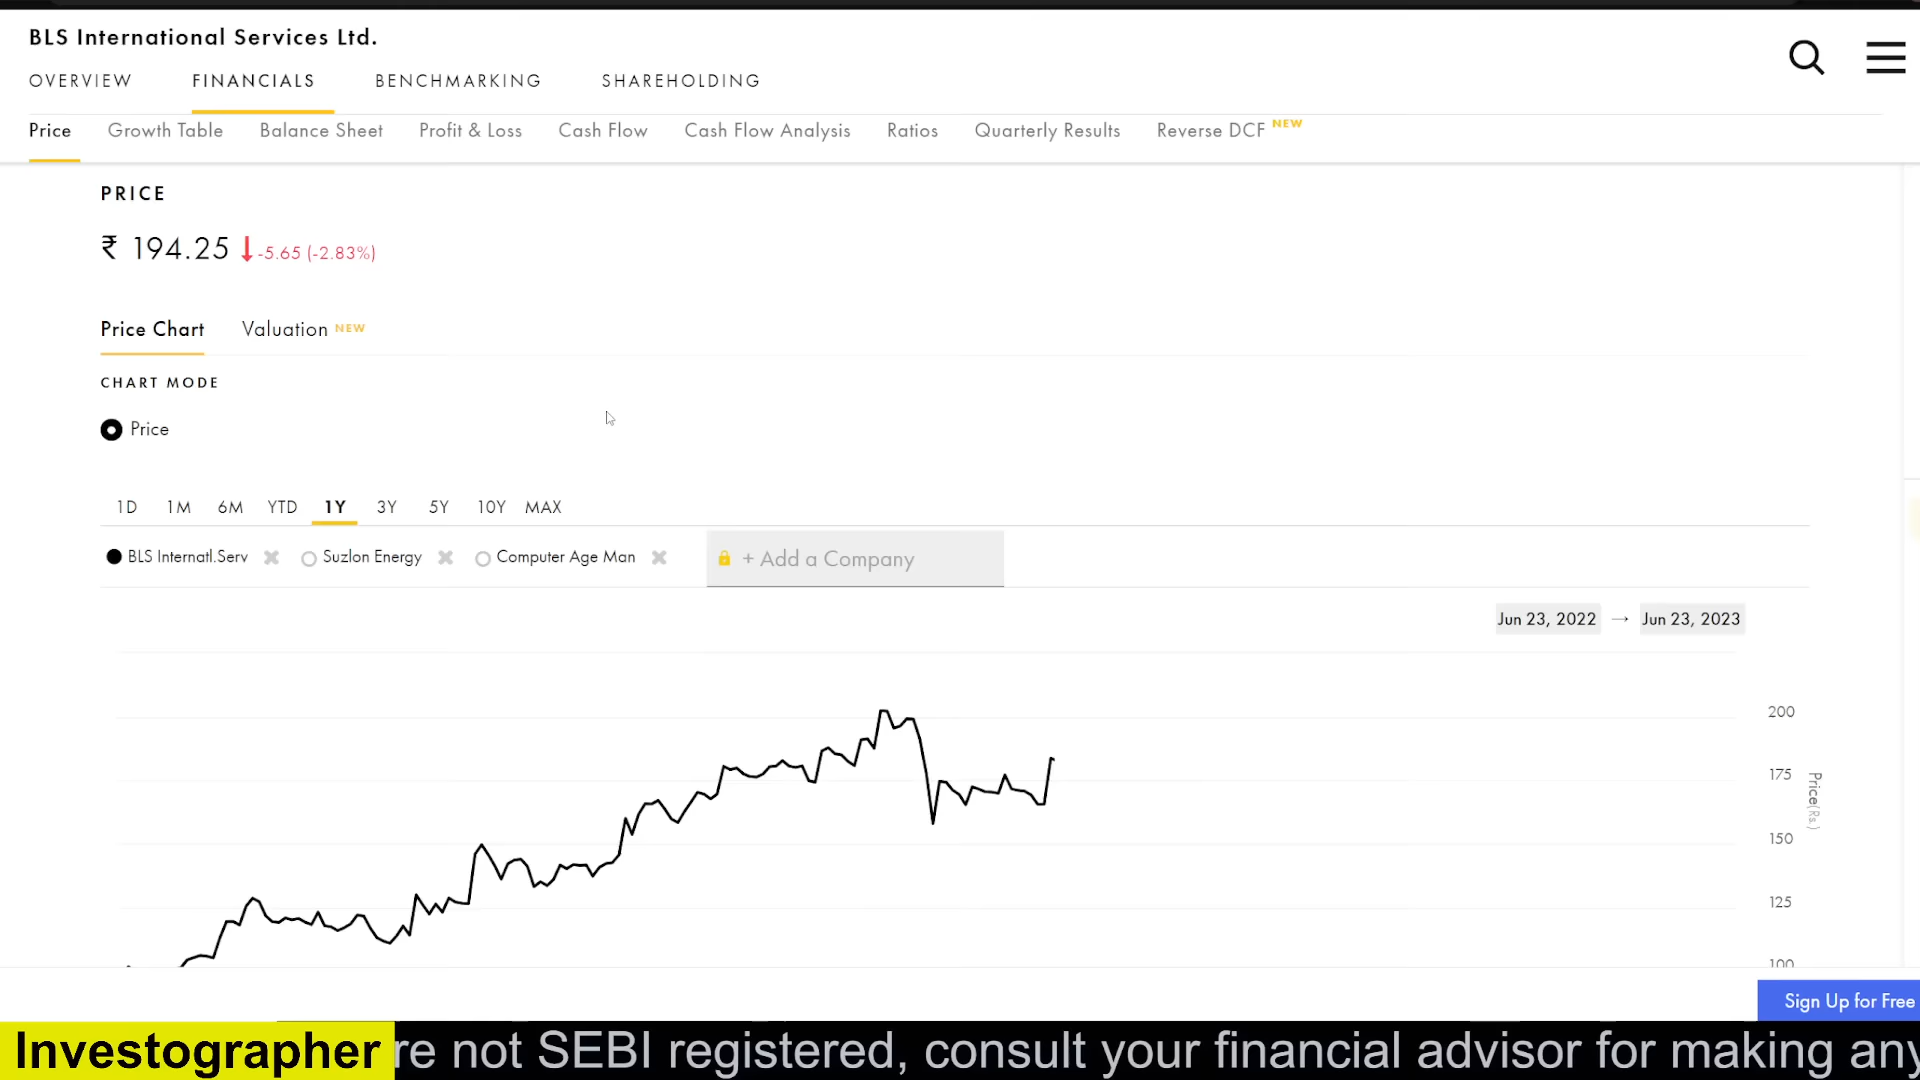 BLS International Services Ltd.
OVERVIEW FINANCIALS BENCHMARKING SHAREHOLDING
Price Growth Table Balance Sheet Profit & Loss Cash Flow Cash Flow Analysis Ratios Quarterly Results Reverse DCF NEW
PRICE
₹ 194.25 -5.65 (-2.83%)
Price Chart Valuation NEW
CHART MODE
Price
1D 1M 6M YTD 1Y 3Y 5Y 10Y MAX
BLS Internatl.Serv Suzlon Energy Computer Age Man + Add a Company
Jun 23, 2022 → Jun 23, 2023
200
175
Price(Rs.)
150
125
100
Sign Up for Free
Investographer re not SEBI registered, consult your financial advisor for making any